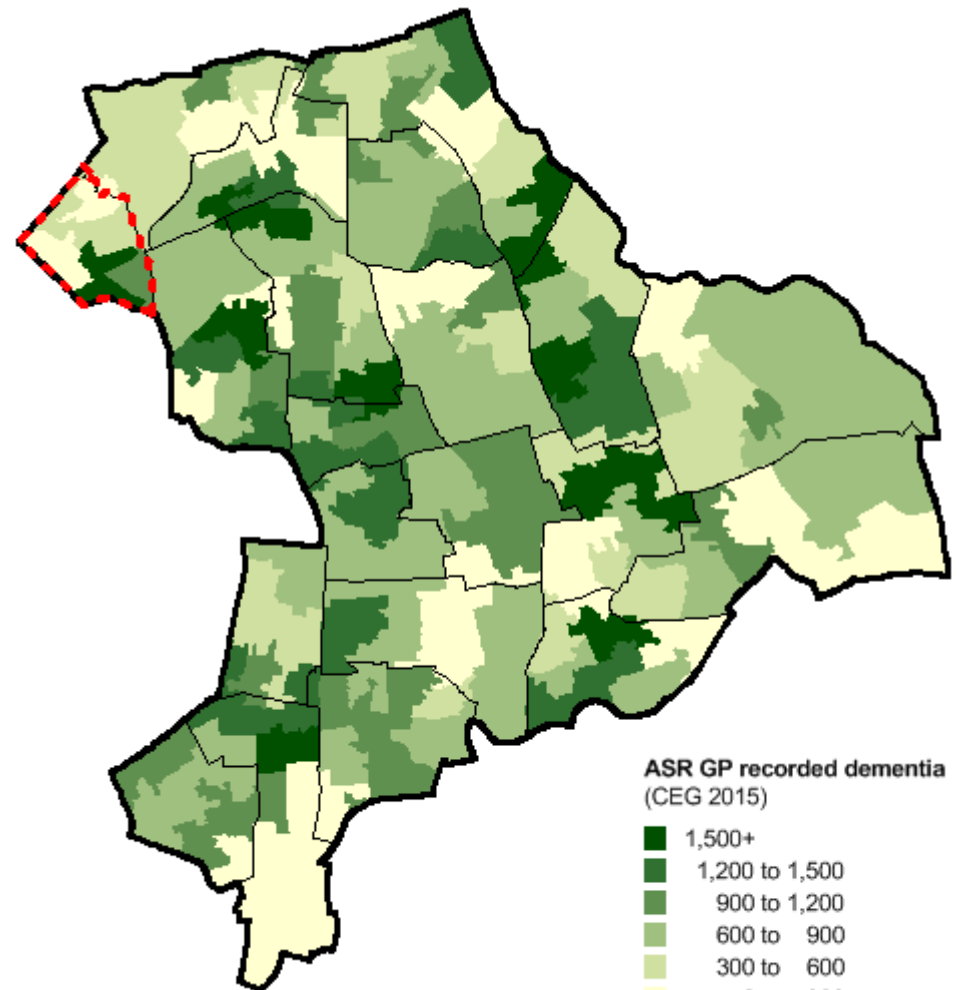 ASR GP recorded dementia
(CEG 2015)
1,500+
1,200 to 1,500
900 to 1,200
600 to 900
300 to 600